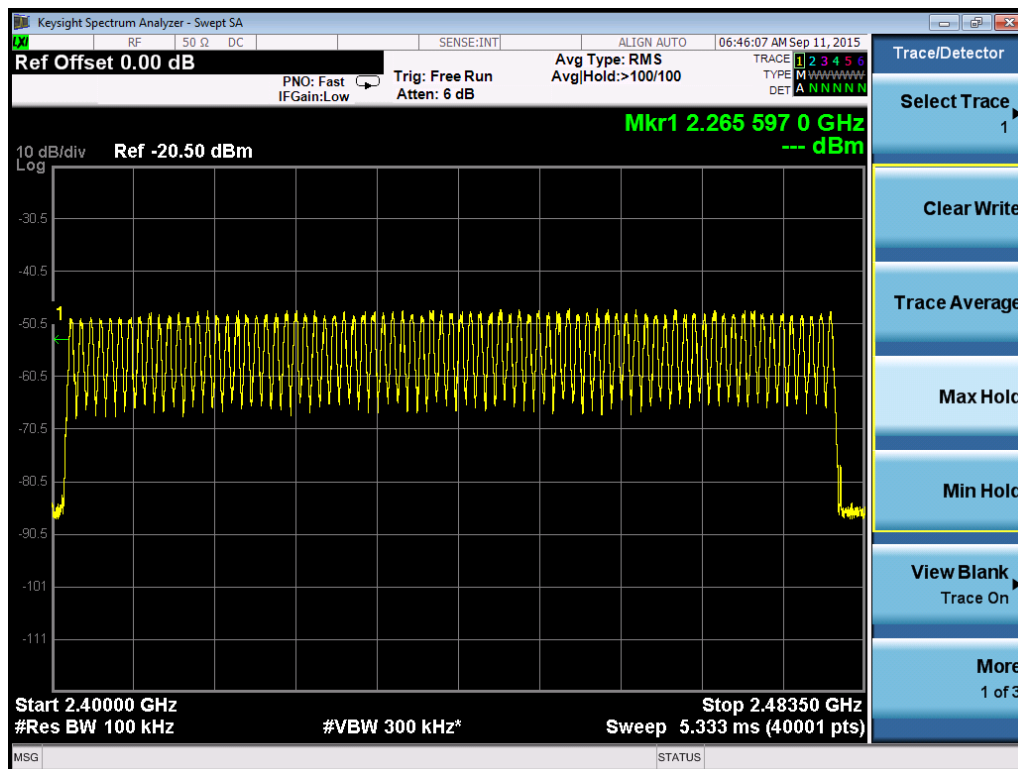 Keysight Spectrum Analyzer - Swept SA
LXI
RF
50 Ω DC
SENSE:INT
ALIGN AUTO
06:46:07 AM Sep 11, 2015
Ref Offset 0.00 dB
PNO: Fast
IFGain:Low
Trig: Free Run
Atten: 6 dB
Avg Type: RMS
Avg|Hold:>100/100
TRACE 1 2 3 4 5 6
TYPE M W W W W W
DET A N N N N N
Mkr1 2.265 597 0 GHz
--- dBm
10 dB/div
Log
Ref -20.50 dBm
-30.5
-40.5
1
-50.5
-60.5
-70.5
-80.5
-90.5
-101
-111
Start 2.40000 GHz
Stop 2.48350 GHz
#Res BW 100 kHz
#VBW 300 kHz*
Sweep 5.333 ms (40001 pts)
MSG
STATUS
Trace/Detector
Select Trace
1
Clear Write
Trace Average
Max Hold
Min Hold
View Blank
Trace On
More
1 of 3